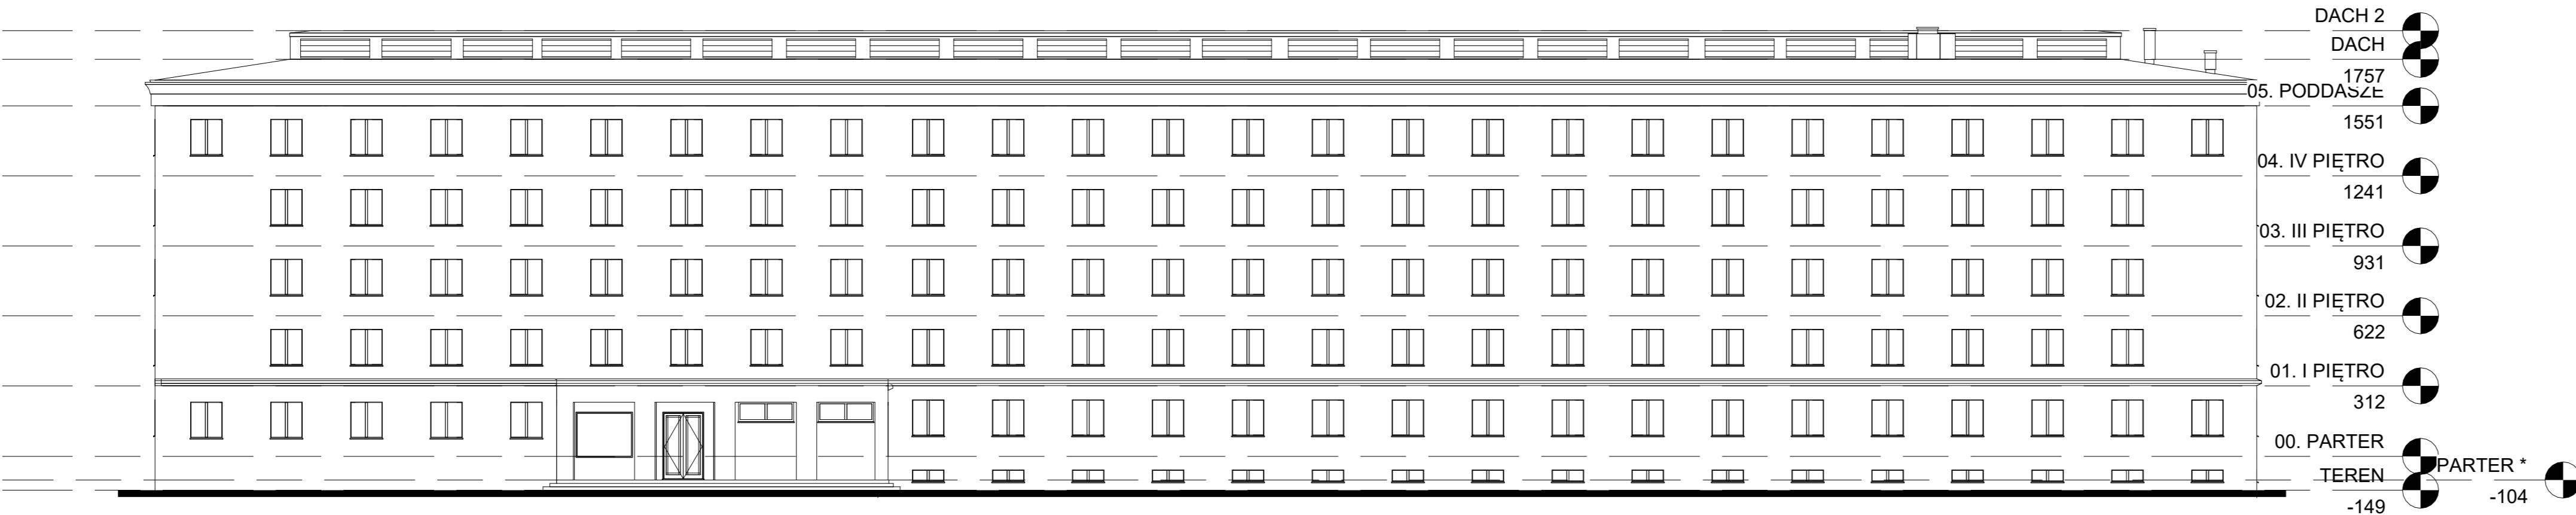 DACH 2
DACH
1757
05. PODDASZE
1551
04. IV PIĘTRO
1241
03. III PIĘTRO
931
02. II PIĘTRO
622
01. I PIĘTRO
312
00. PARTER
PARTER *
TEREN
-104
-149